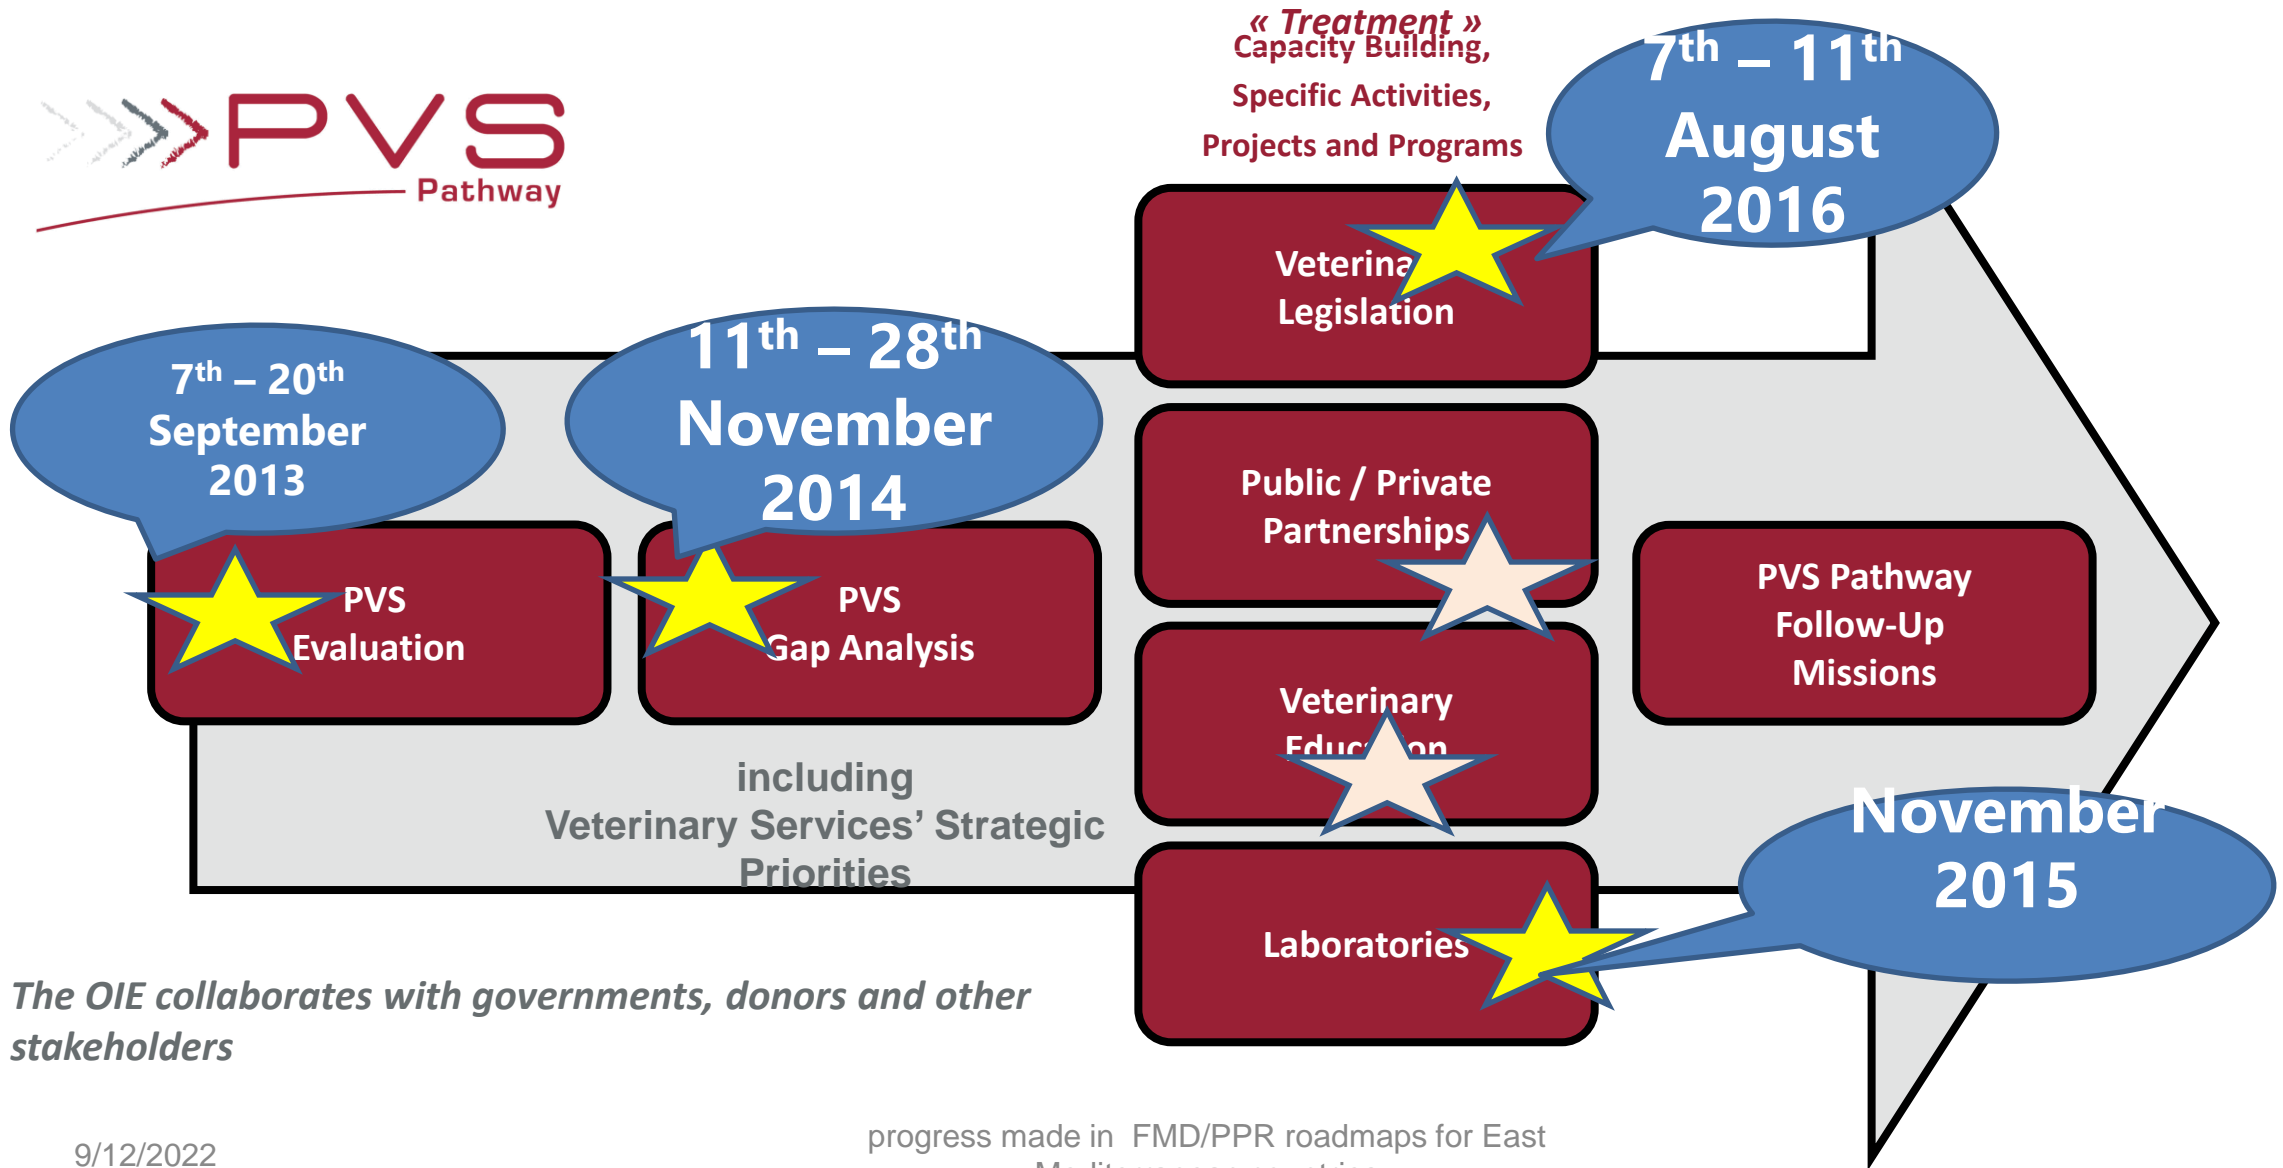 « Treatment »
Capacity Building,
Specific Activities,
Projects and Programs
7th – 11th
August
2016
PVS
Pathway
Legislation
7th – 20th
September
2013
11th – 28th
November
2014
Public / Private
Partnerships
PVS
Evaluation
PVS
Gap Analysis
PVS Pathway
Follow-Up
Missions
Veterinary
including
Veterinary Services’ Strategic
Priorities
November
2015
Laboratories
The OIE collaborates with governments, donors and other
stakeholders
9/12/2022
progress made in FMD/PPR roadmaps for East